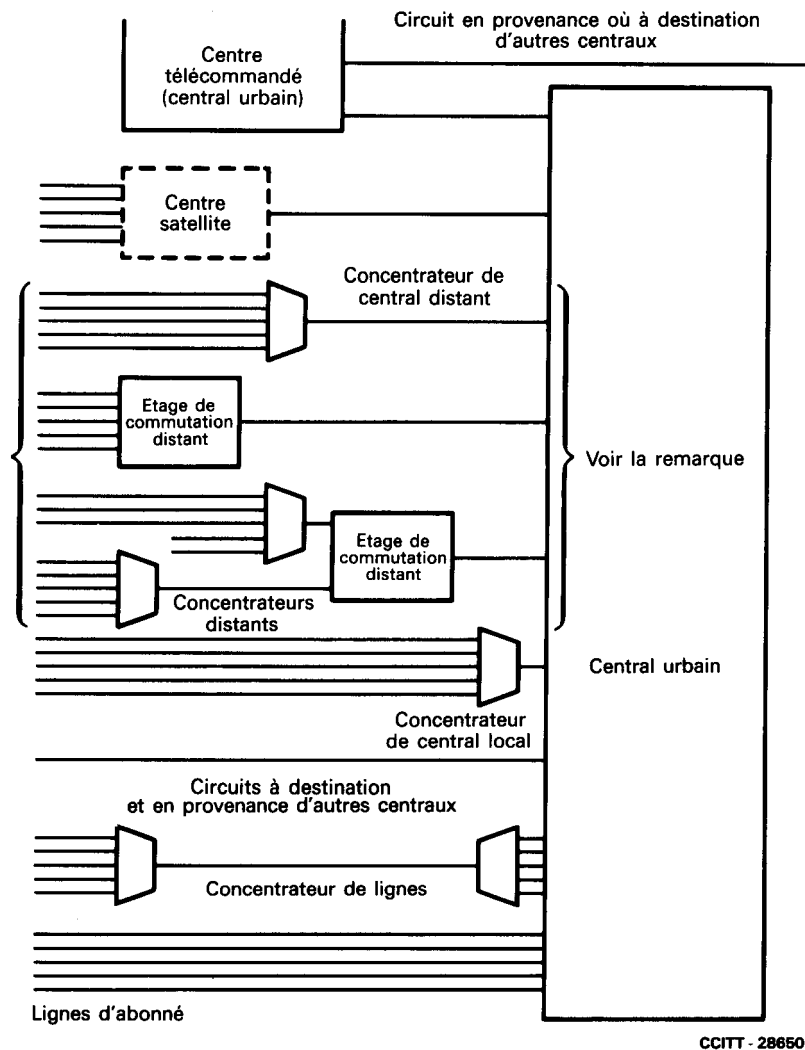 Circuit en provenance où à destination
d'autres centraux
Centre
télécommandé
(central urbain)
Centre
satellite
Concentrateur de
central distant
Etage de
commutation
distant
Voir la remarque
Etage de
commutation
distant
Concentrateurs
distants
Central urbain
Concentrateur
de central local
Circuits à destination
et en provenance d'autres centraux
Concentrateur de lignes
Lignes d'abonné
CCITT - 28650